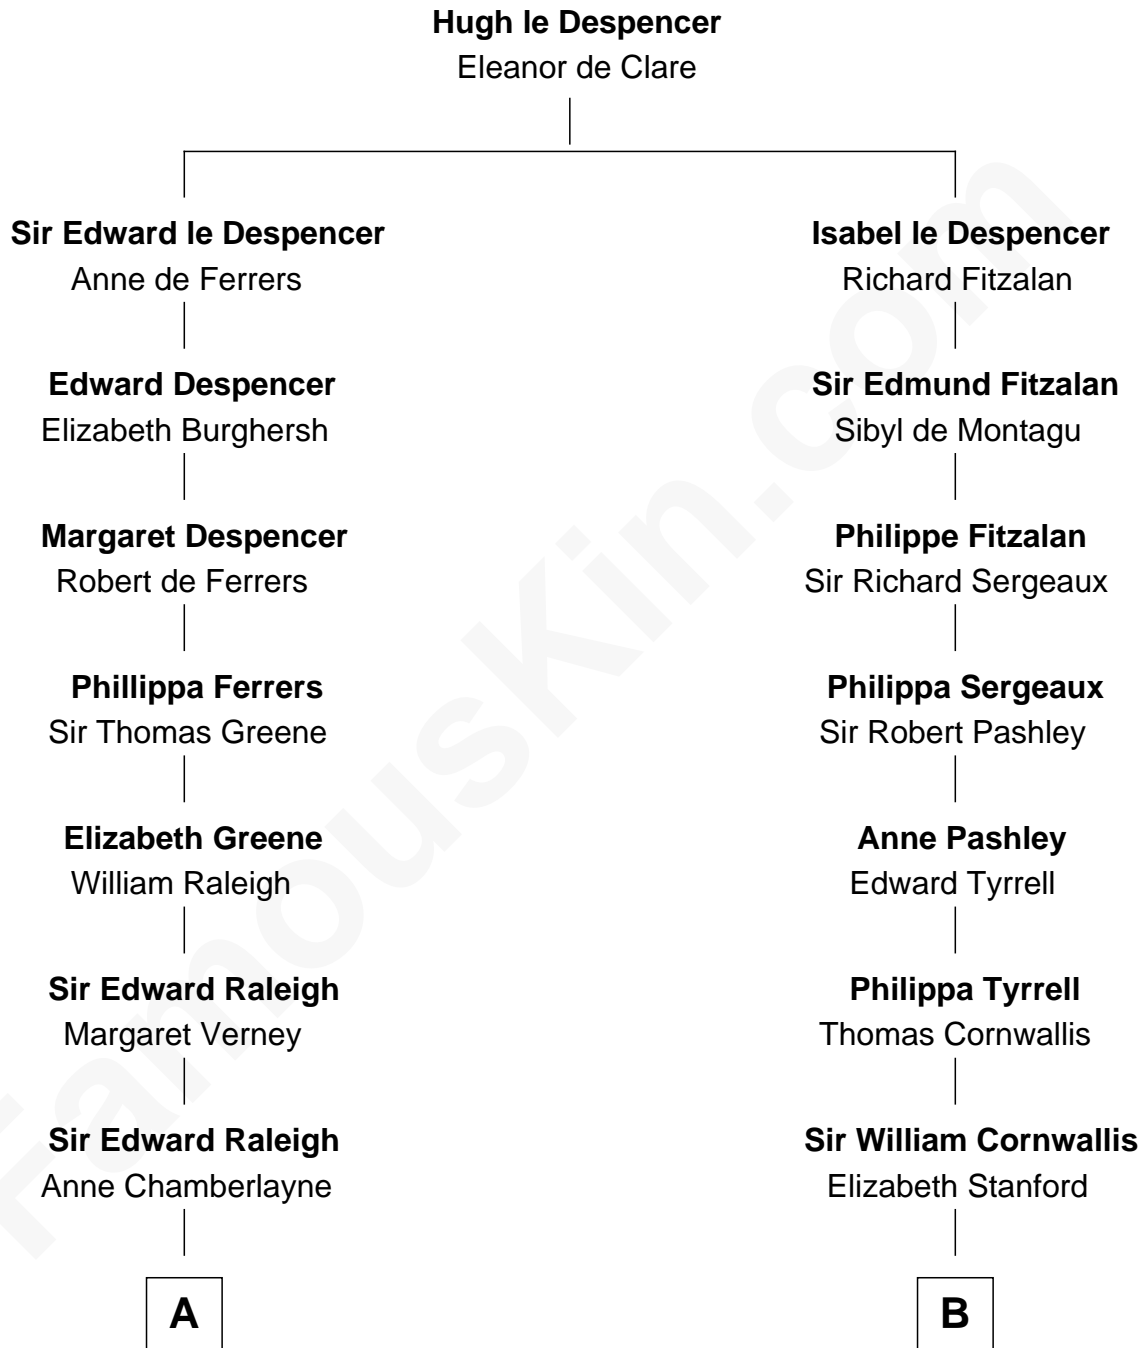 Hugh le Despencer
Eleanor de Clare
Sir Edward le Despencer
Anne de Ferrers
Isabel le Despencer
Richard Fitzalan
Edward Despencer
Elizabeth Burghersh
Sir Edmund Fitzalan
Sibyl de Montagu
Margaret Despencer
Robert de Ferrers
Philippe Fitzalan
Sir Richard Sergeaux
Phillippa Ferrers
Sir Thomas Greene
Philippa Sergeaux
Sir Robert Pashley
Elizabeth Greene
William Raleigh
Anne Pashley
Edward Tyrrell
Sir Edward Raleigh
Margaret Verney
Philippa Tyrrell
Thomas Cornwallis
Sir Edward Raleigh
Anne Chamberlayne
Sir William Cornwallis
Elizabeth Stanford
A
B
FamousKin.com